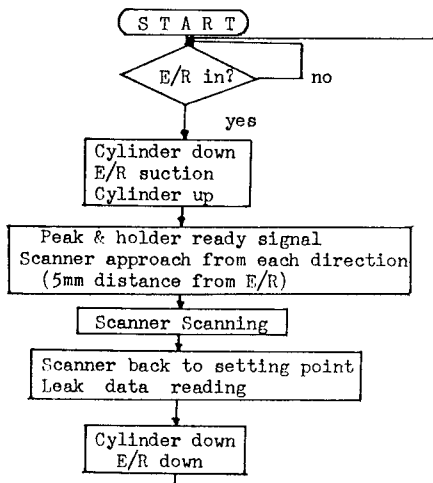 START
E/R in?
no
yes
Cylinder down
E/R suction
Cylinder up
Peak & holder ready signal
Scanner approach from each direction
(5mm distance from E/R)
Scanner Scanning
Scanner back to setting point
Leak data reading
Cylinder down
E/R down